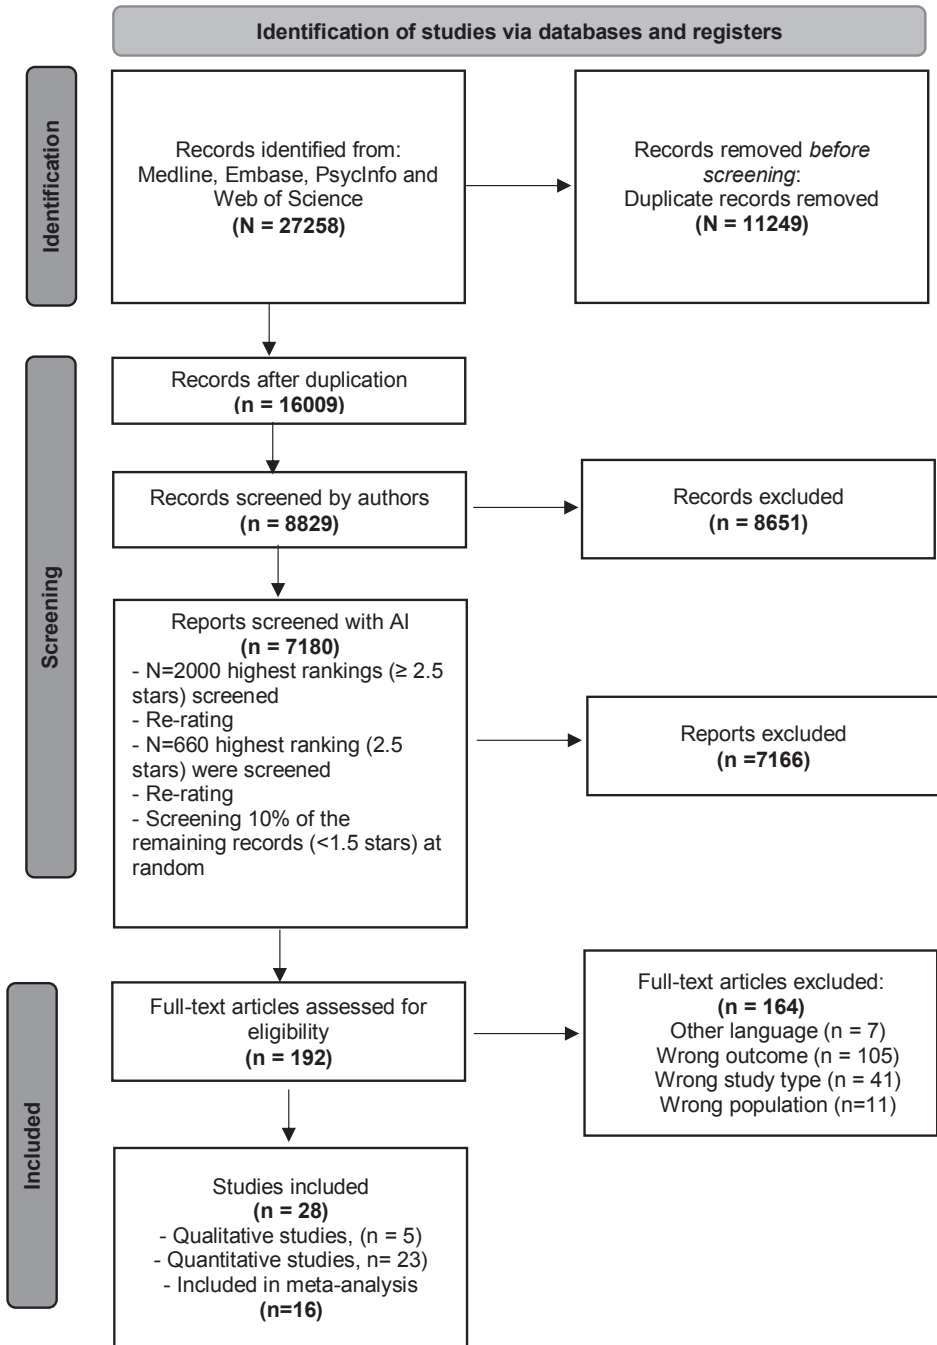 Identification of studies via databases and registers
Identification
Records identified from:
Medline, Embase, PsycInfo and
Web of Science
(N = 27258)
Records removed before
screening:
Duplicate records removed
(N = 11249)
Screening
Records after duplication
(n = 16009)
Records screened by authors
(n = 8829)
Records excluded
(n = 8651)
Reports screened with AI
(n = 7180)
- N=2000 highest rankings (≥ 2.5
stars) screened
- Re-rating
- N=660 highest ranking (2.5
stars) were screened
- Re-rating
- Screening 10% of the
remaining records (<1.5 stars) at
random
Reports excluded
(n =7166)
Included
Full-text articles assessed for
eligibility
(n = 192)
Full-text articles excluded:
(n = 164)
Other language (n = 7)
Wrong outcome (n = 105)
Wrong study type (n = 41)
Wrong population (n=11)
Studies included
(n = 28)
- Qualitative studies, (n = 5)
- Quantitative studies, n= 23)
- Included in meta-analysis
(n=16)